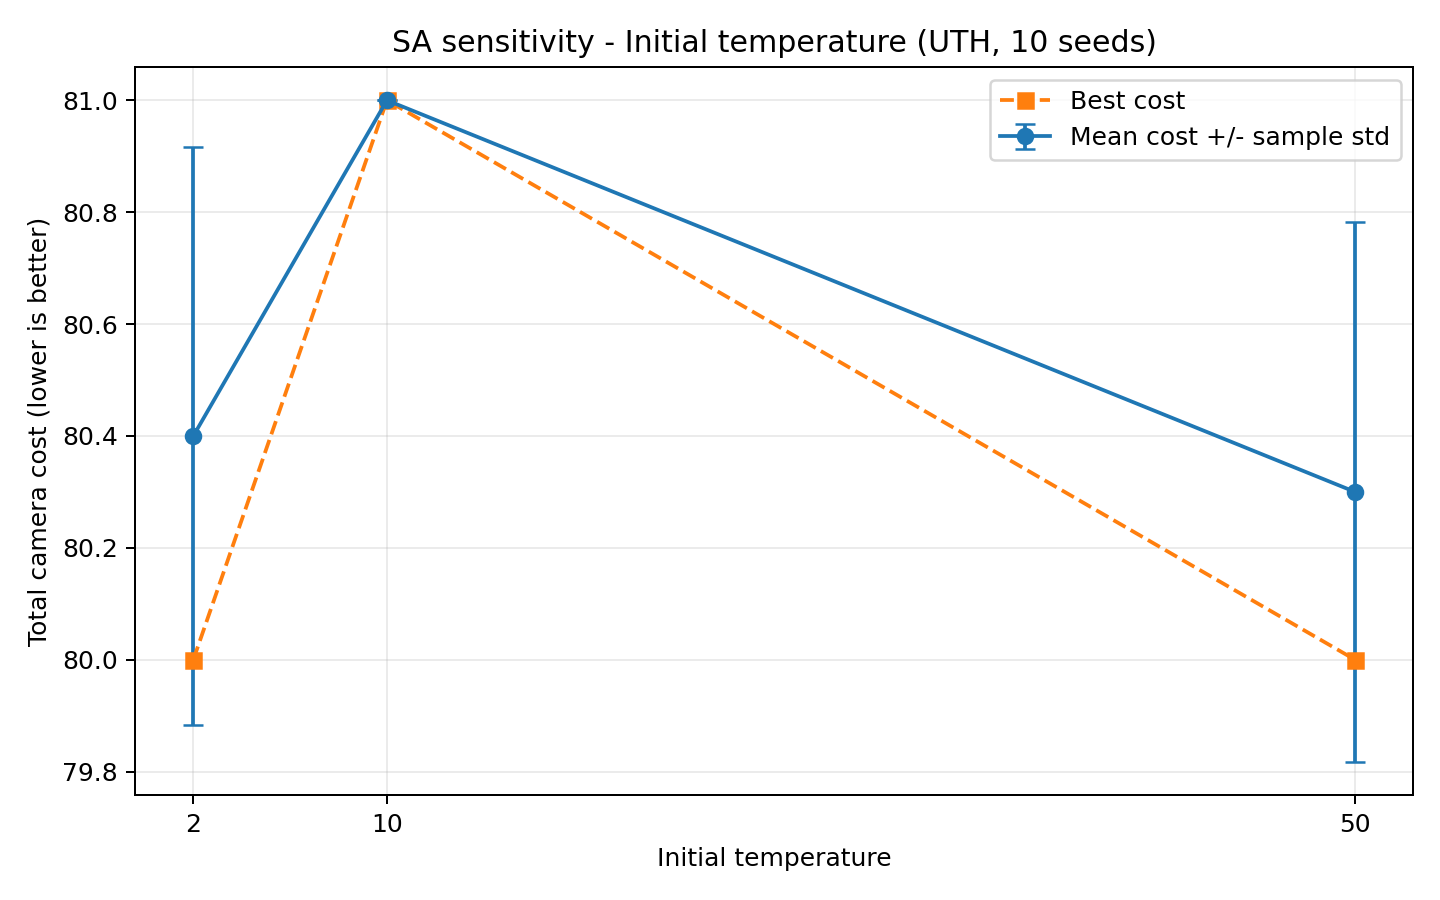 SA sensitivity - Initial temperature (UTH, 10 seeds)
Best cost
Mean cost +/- sample std
Total camera cost (lower is better)
81.0
80.8
80.6
80.4
80.2
80.0
79.8
2
10
50
Initial temperature